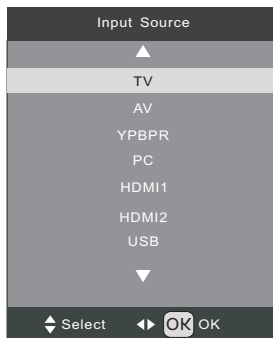 Input Source
TV
AV
YPBPR
PC
HDMI1
HDMI2
USB
Select OK OK